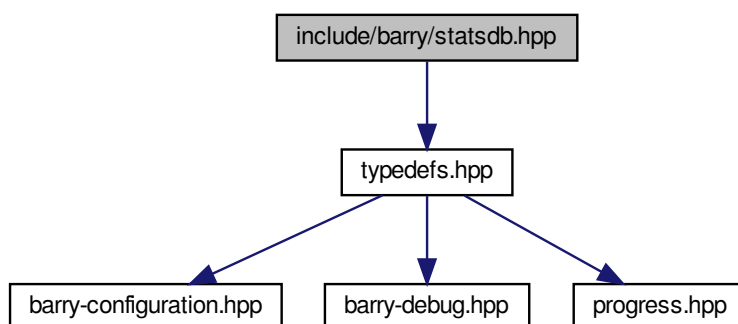 include/barry/statsdb.hpp
typedefs.hpp
barry-configuration.hpp
barry-debug.hpp
progress.hpp